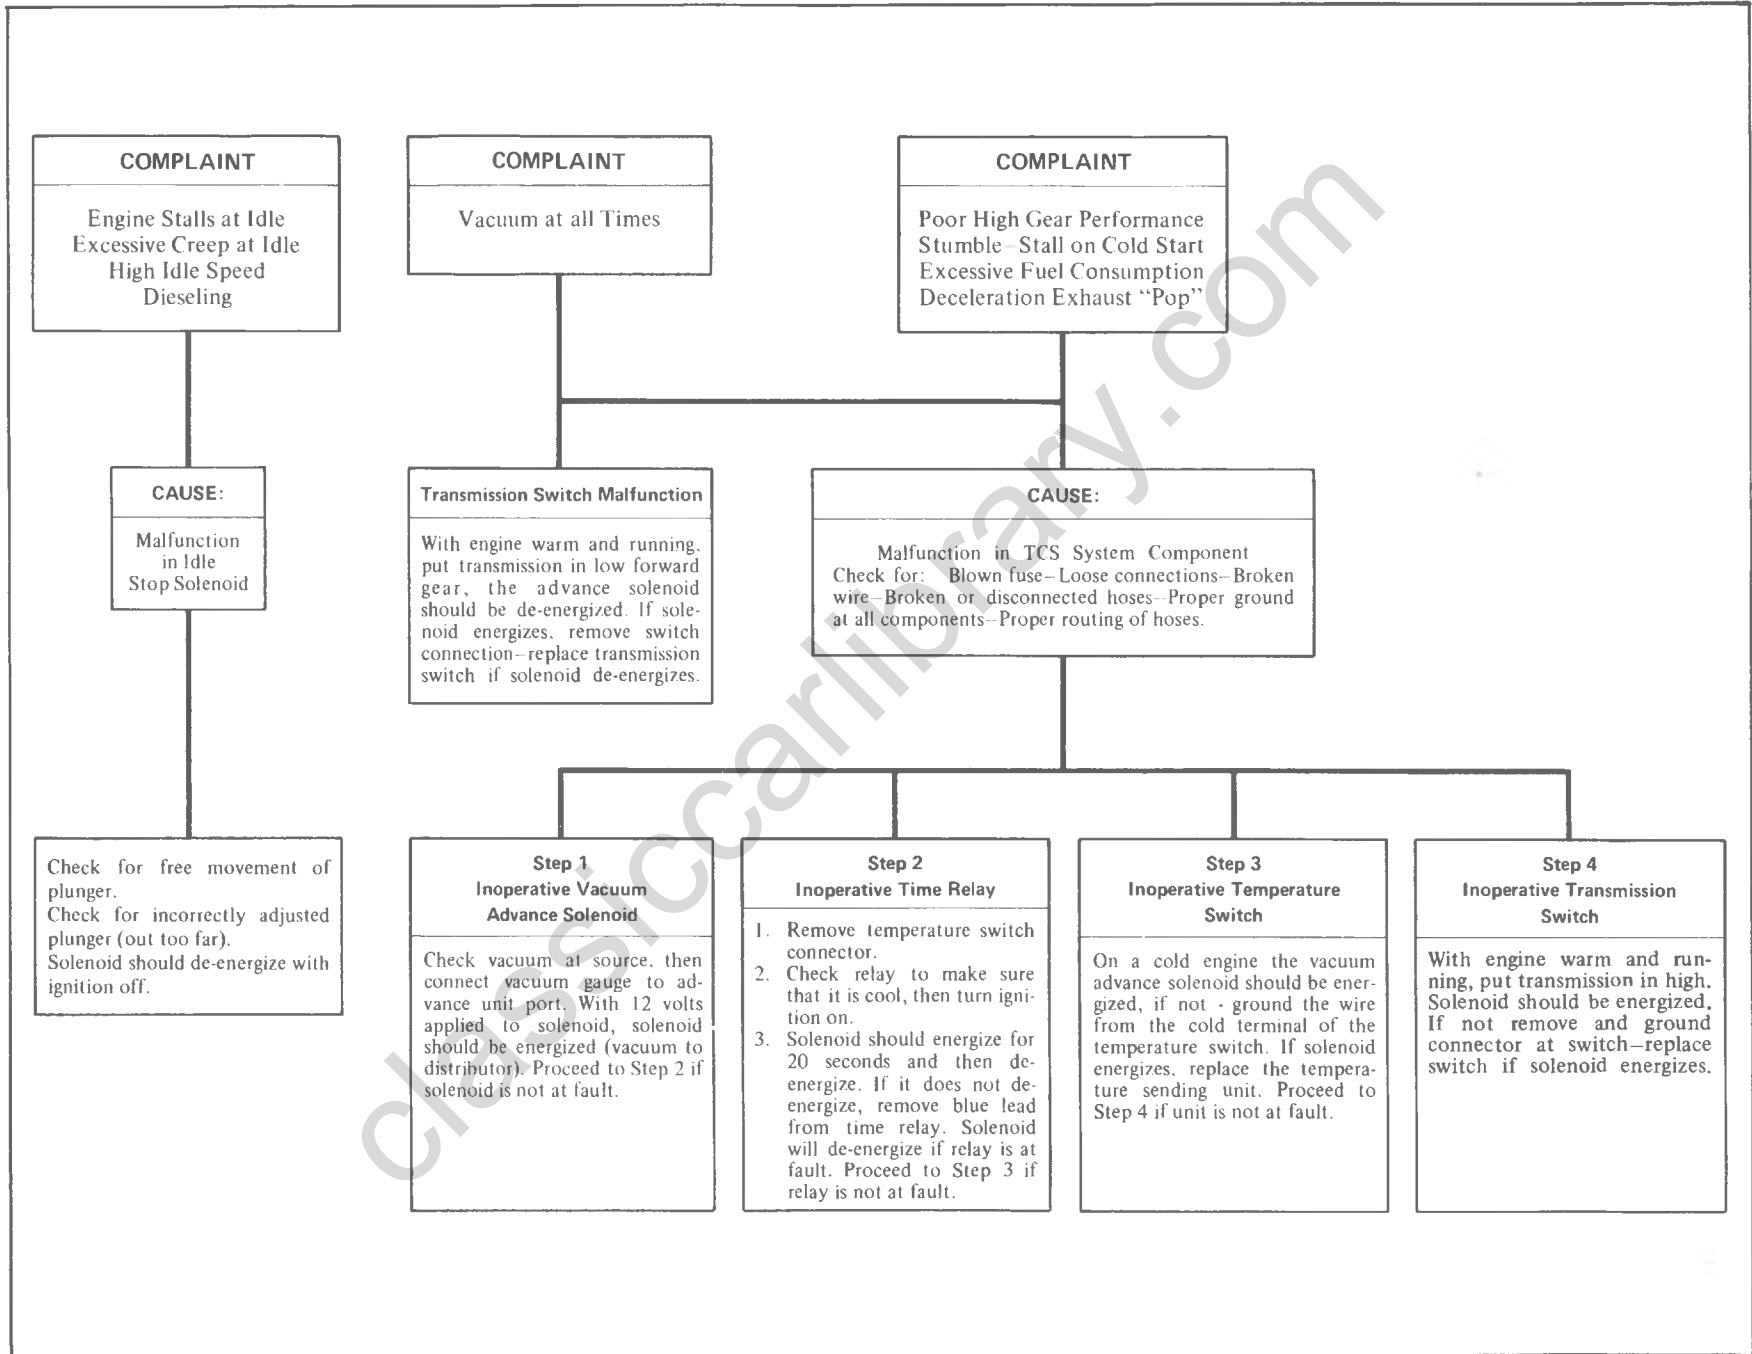 COMPLAINT
Engine Stalls at Idle
Excessive Creep at Idle
High Idle Speed
Dieseling
COMPLAINT
Vacuum at all Times
COMPLAINT
Poor High Gear Performance
Stumble–Stall on Cold Start
Excessive Fuel Consumption
Deceleration Exhaust “Pop”
CAUSE:
Malfunction
in Idle
Stop Solenoid
Transmission Switch Malfunction
With engine warm and running,
put transmission in low forward
gear, the advance solenoid
should be de-energized. If sole-
noid energizes, remove switch
connection–replace transmission
switch if solenoid de-energizes.
CAUSE:
Malfunction in TCS System Component
Check for: Blown fuse–Loose connections–Broken
wire–Broken or disconnected hoses–Proper ground
at all components–Proper routing of hoses.
Check for free movement of
plunger.
Check for incorrectly adjusted
plunger (out too far).
Solenoid should de-energize with
ignition off.
Step 1
Inoperative Vacuum
Advance Solenoid
Check vacuum at source, then
connect vacuum gauge to ad-
vance unit port. With 12 volts
applied to solenoid, solenoid
should be energized (vacuum to
distributor). Proceed to Step 2 if
solenoid is not at fault.
Step 2
Inoperative Time Relay
1. Remove temperature switch
connector.
2. Check relay to make sure
that it is cool, then turn igni-
tion on.
3. Solenoid should energize for
20 seconds and then de-
energize. If it does not de-
energize, remove blue lead
from time relay. Solenoid
will de-energize if relay is at
fault. Proceed to Step 3 if
relay is not at fault.
Step 3
Inoperative Temperature
Switch
On a cold engine the vacuum
advance solenoid should be ener-
gized, if not - ground the wire
from the cold terminal of the
temperature switch. If solenoid
energizes, replace the tempera-
ture sending unit. Proceed to
Step 4 if unit is not at fault.
Step 4
Inoperative Transmission
Switch
With engine warm and run-
ning, put transmission in high.
Solenoid should be energized.
If not remove and ground
connector at switch–replace
switch if solenoid energizes.
classiccarlibrary.com